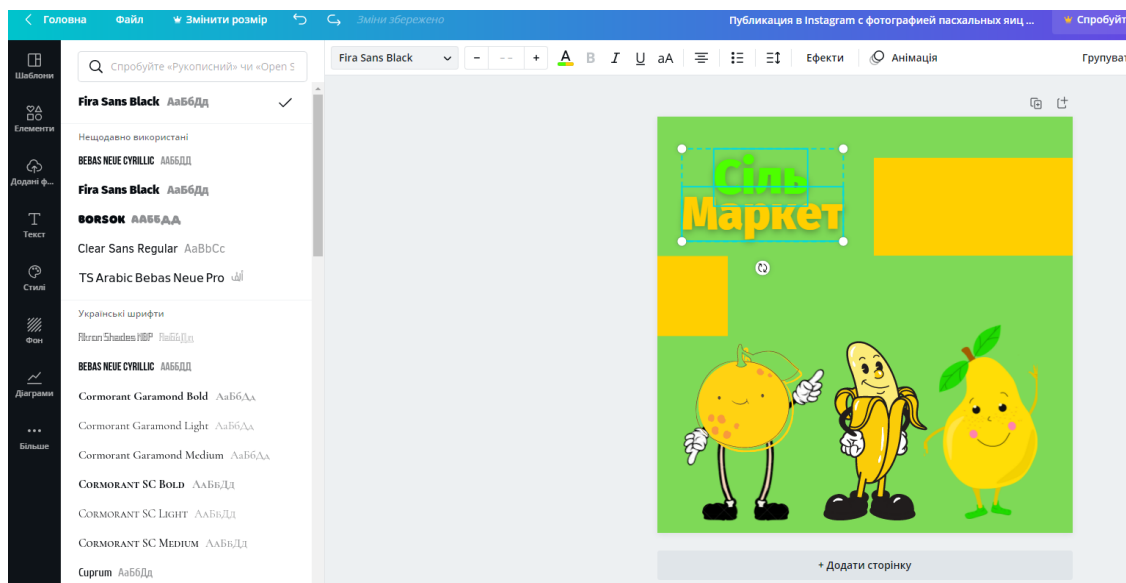 Головна Файл Змінити розмір Зміни збережено Публикация в Instagram с фотографией пасхальных яиц ... Спробуйт
Шаблони
Елементи
Додані ф...
Текст
Стилі
Фон
Діаграми
Більше
Спробуйте «Рукописний» чи «Open S
Fira Sans Black АаБбДд
Нещодавно використані
BEBAS NEUE CYRILLIC ААББДД
Fira Sans Black АаБбДд
BORSOK ААББДД
Clear Sans Regular AaBbCc
TS Arabic Bebas Neue Pro
Українські шрифти
BEBAS NEUE CYRILLIC ААББДД
Cormorant Garamond Bold АаБбДд
Cormorant Garamond Light АаБбДд
Cormorant Garamond Medium АаБбДд
Cormorant SC Bold АаБбДд
Cormorant SC Light АаБбДд
Cormorant SC Medium АаБбДд
Cuprum АаБбДд
Fira Sans Black - -- + A B I U aA Ефекти Анімація Групуват
Сіль
Маркет
+ Додати сторінку